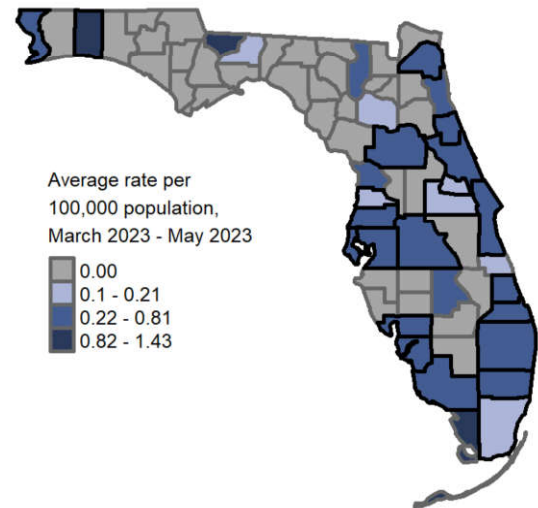 Average rate per
100,000 population,
March 2023 - May 2023
0.00
0.1 - 0.21
0.22 - 0.81
0.82 - 1.43